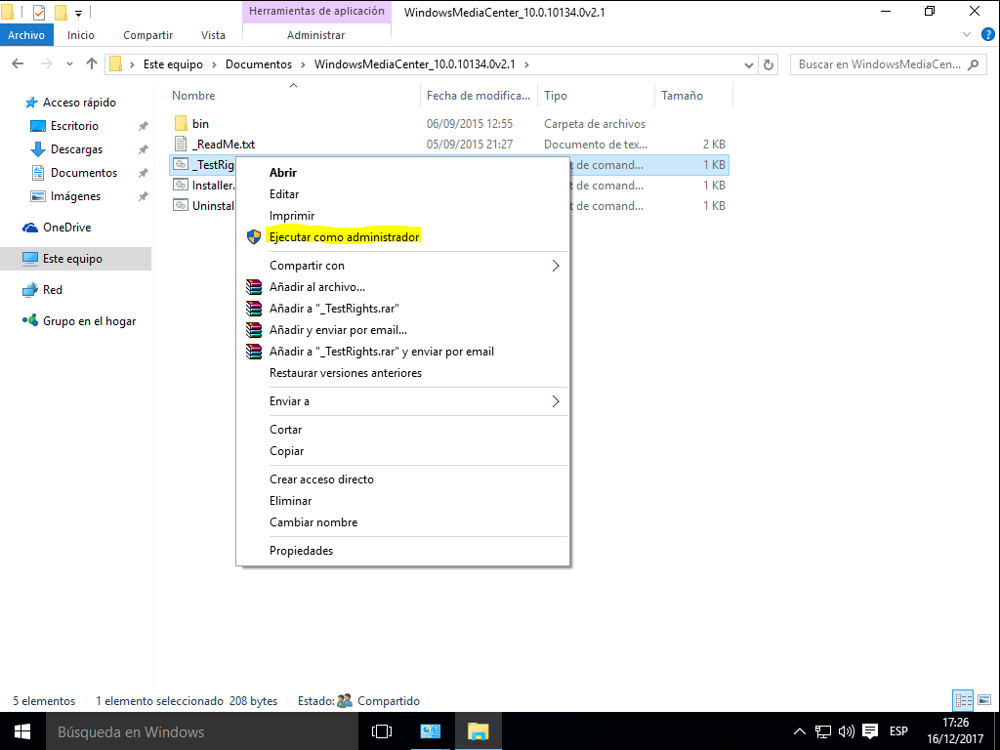 Herramientas de aplicación
WindowsMediaCenter_10.0.10134.0v2.1
Archivo
Inicio
Compartir
Vista
Administrar
Este equipo
Documentos
WindowsMediaCenter_10.0.10134.0v2.1
Buscar en WindowsMediaCen...
Nombre
Fecha de modifica...
Tipo
Tamaño
Acceso rápido
Escritorio
Descargas
Documentos
Imágenes
OneDrive
Este equipo
Red
Grupo en el hogar
bin
06/09/2015 12:55
Carpeta de archivos
_ReadMe.txt
05/09/2015 21:27
Documento de tex...
2 KB
_TestRig
t de comand...
1 KB
Installer.
t de comand...
1 KB
Uninstal
t de comand...
1 KB
Abrir
Editar
Imprimir
Ejecutar como administrador
Compartir con
Añadir al archivo...
Añadir a "_TestRights.rar"
Añadir y enviar por email...
Añadir a "_TestRights.rar" y enviar por email
Restaurar versiones anteriores
Enviar a
Cortar
Copiar
Crear acceso directo
Eliminar
Cambiar nombre
Propiedades
5 elementos
1 elemento seleccionado 208 bytes
Estado: Compartido
Búsqueda en Windows
ESP
17:26
16/12/2017